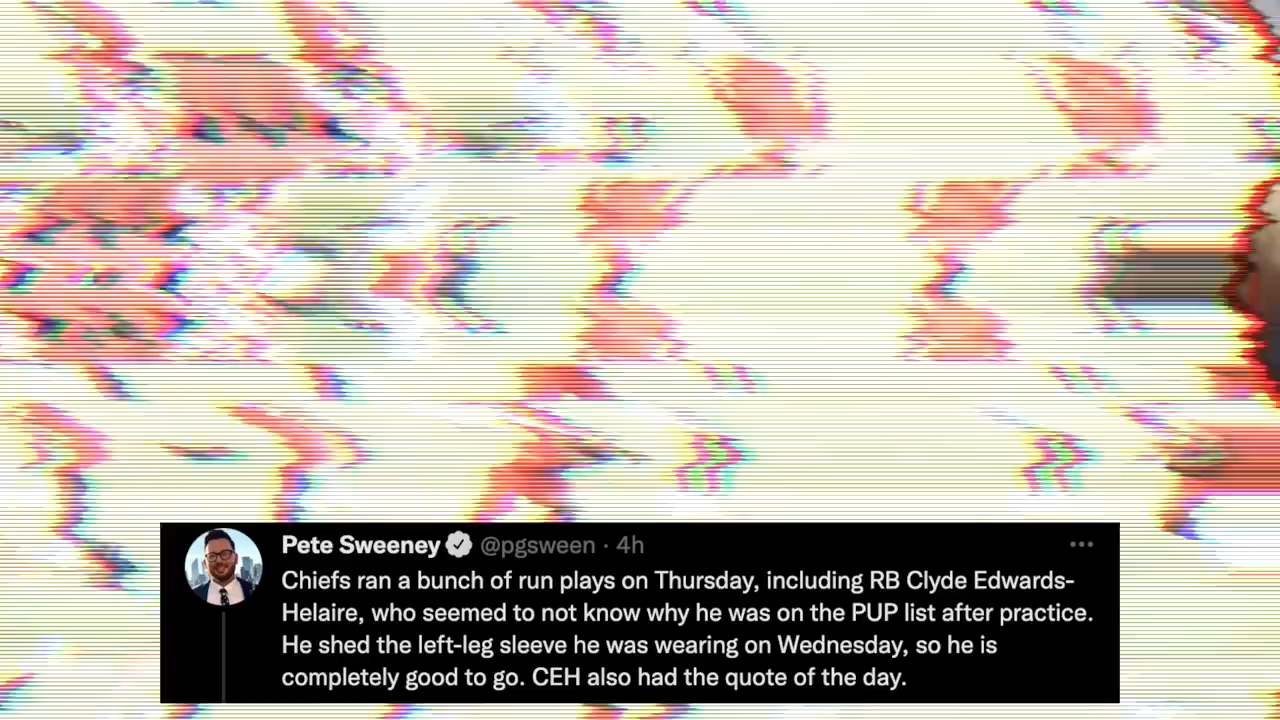 Pete Sweeney @pgsween · 4h
Chiefs ran a bunch of run plays on Thursday, including RB Clyde Edwards-
Helaire, who seemed to not know why he was on the PUP list after practice.
He shed the left-leg sleeve he was wearing on Wednesday, so he is
completely good to go. CEH also had the quote of the day.